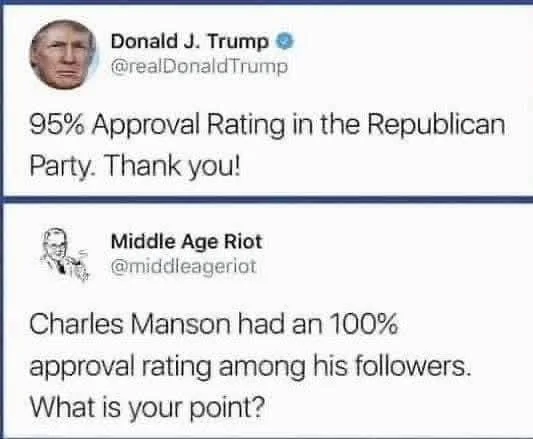 Donald J. Trump
@realDonaldTrump
95% Approval Rating in the Republican
Party. Thank you!
Middle Age Riot
@middleageriot
Charles Manson had an 100%
approval rating among his followers.
What is your point?